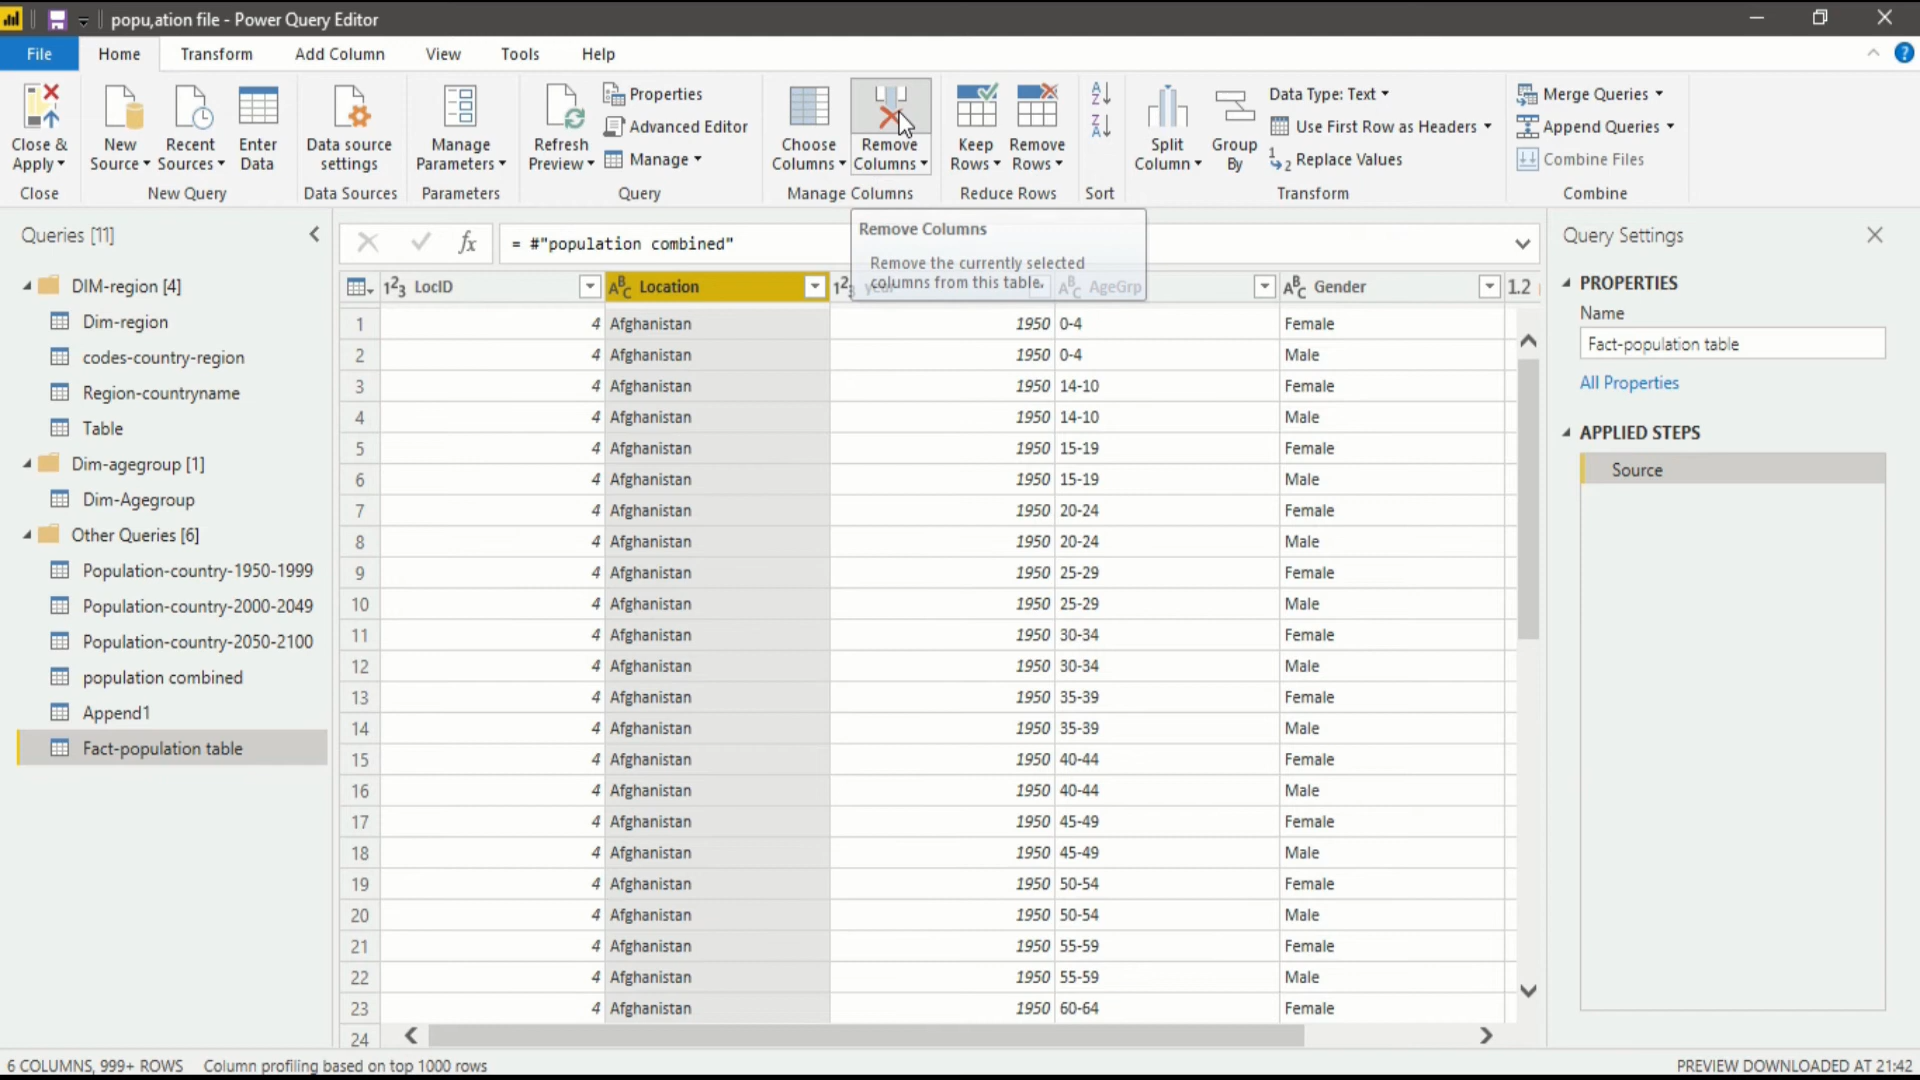 popu,ation file - Power Query Editor
File Home Transform Add Column View Tools Help
Close & Apply
Close
New Source
Recent Sources
Enter Data
New Query
Data source settings
Data Sources
Manage Parameters
Parameters
Refresh Preview
Properties
Advanced Editor
Manage
Query
Choose Columns
Remove Columns
Manage Columns
Keep Rows
Remove Rows
Reduce Rows
Sort
Split Column
Group By
Data Type: Text
Use First Row as Headers
Replace Values
Transform
Merge Queries
Append Queries
Combine Files
Combine
Queries [11]
DIM-region [4]
Dim-region
codes-country-region
Region-countryname
Table
Dim-agegroup [1]
Dim-Agegroup
Other Queries [6]
Population-country-1950-1999
Population-country-2000-2049
Population-country-2050-2100
population combined
Append1
Fact-population table
fx = #"population combined"
Remove Columns
Remove the currently selected
columns from this table.
123 LocID ABC Location 123 year ABC AgeGrp ABC Gender 1.2
1 4 Afghanistan 1950 0-4 Female
2 4 Afghanistan 1950 0-4 Male
3 4 Afghanistan 1950 14-10 Female
4 4 Afghanistan 1950 14-10 Male
5 4 Afghanistan 1950 15-19 Female
6 4 Afghanistan 1950 15-19 Male
7 4 Afghanistan 1950 20-24 Female
8 4 Afghanistan 1950 20-24 Male
9 4 Afghanistan 1950 25-29 Female
10 4 Afghanistan 1950 25-29 Male
11 4 Afghanistan 1950 30-34 Female
12 4 Afghanistan 1950 30-34 Male
13 4 Afghanistan 1950 35-39 Female
14 4 Afghanistan 1950 35-39 Male
15 4 Afghanistan 1950 40-44 Female
16 4 Afghanistan 1950 40-44 Male
17 4 Afghanistan 1950 45-49 Female
18 4 Afghanistan 1950 45-49 Male
19 4 Afghanistan 1950 50-54 Female
20 4 Afghanistan 1950 50-54 Male
21 4 Afghanistan 1950 55-59 Female
22 4 Afghanistan 1950 55-59 Male
23 4 Afghanistan 1950 60-64 Female
24
Query Settings
PROPERTIES
Name
Fact-population table
All Properties
APPLIED STEPS
Source
6 COLUMNS, 999+ ROWS Column profiling based on top 1000 rows
PREVIEW DOWNLOADED AT 21:42